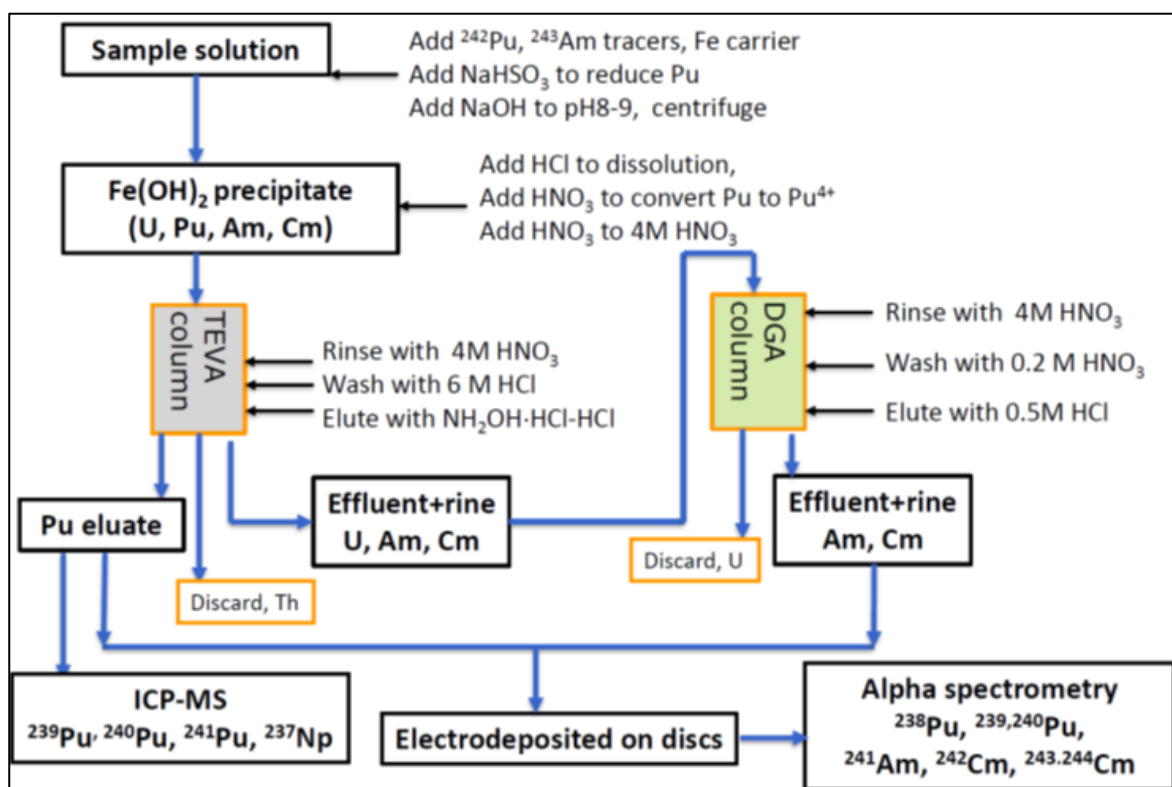 Sample solution
Add ²⁴²Pu, ²⁴³Am tracers, Fe carrier
Add NaHSO₃ to reduce Pu
Add NaOH to pH8-9, centrifuge
Fe(OH)₂ precipitate
(U, Pu, Am, Cm)
Add HCl to dissolution,
Add HNO₃ to convert Pu to Pu⁴⁺
Add HNO₃ to 4M HNO₃
TEVA
column
Rinse with 4M HNO₃
Wash with 6 M HCl
Elute with NH₂OH·HCl-HCl
DGA
column
Rinse with 4M HNO₃
Wash with 0.2 M HNO₃
Elute with 0.5M HCl
Pu eluate
Effluent+rine
U, Am, Cm
Effluent+rine
Am, Cm
Discard, Th
Discard, U
ICP-MS
²³⁹Pu, ²⁴⁰Pu, ²⁴¹Pu, ²³⁷Np
Electrodeposited on discs
Alpha spectrometry
²³⁸Pu, ²³⁹,²⁴⁰Pu,
²⁴¹Am, ²⁴²Cm, ²⁴³.²⁴⁴Cm